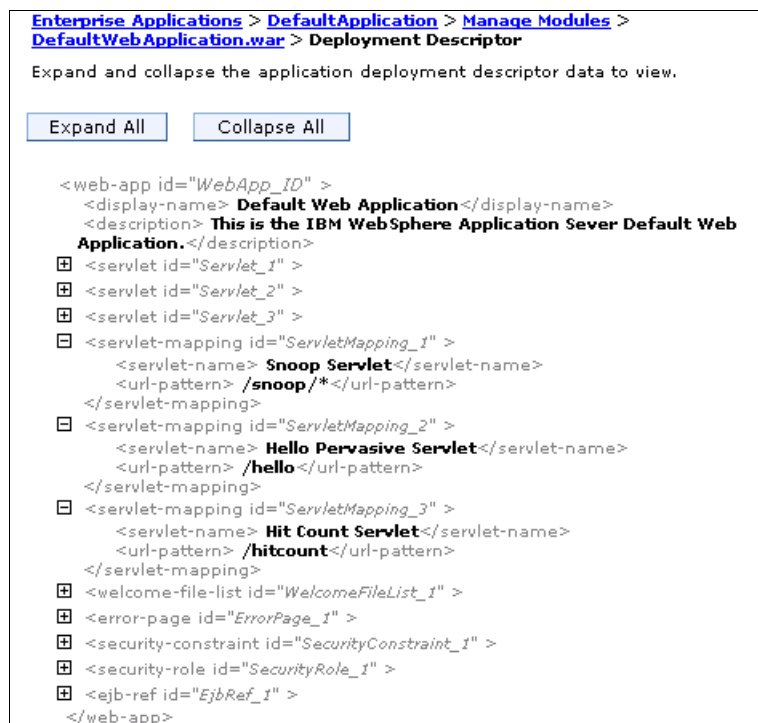 Enterprise Applications > DefaultApplication > Manage Modules >
DefaultWebApplication.war > Deployment Descriptor
Expand and collapse the application deployment descriptor data to view.
Expand All Collapse All
<web-app id="WebApp_ID" >
<display-name> Default Web Application</display-name>
<description> This is the IBM WebSphere Application Sever Default Web
Application.</description>
<servlet id="Servlet_1" >
<servlet id="Servlet_2" >
<servlet id="Servlet_3" >
<servlet-mapping id="ServletMapping_1" >
<servlet-name> Snoop Servlet</servlet-name>
<url-pattern> /snoop/*</url-pattern>
</servlet-mapping>
<servlet-mapping id="ServletMapping_2" >
<servlet-name> Hello Pervasive Servlet</servlet-name>
<url-pattern> /hello</url-pattern>
</servlet-mapping>
<servlet-mapping id="ServletMapping_3" >
<servlet-name> Hit Count Servlet</servlet-name>
<url-pattern> /hitcount</url-pattern>
</servlet-mapping>
<welcome-file-list id="WelcomeFileList_1" >
<error-page id="ErrorPage_1" >
<security-constraint id="SecurityConstraint_1" >
<security-role id="SecurityRole_1" >
<ejb-ref id="EjbRef_1" >
</web-app>